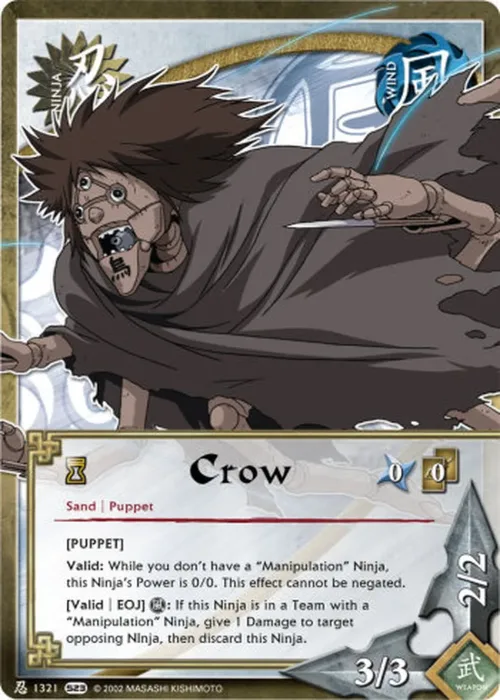 忍
NINJA
WIND
風
烏
Crow
0
0
Sand | Puppet
[PUPPET]
Valid: While you don't have a "Manipulation" Ninja,
this Ninja's Power is 0/0. This effect cannot be negated.
[Valid | EOJ] : If this Ninja is in a Team with a
"Manipulation" Ninja, give 1 Damage to target
opposing NInja, then discard this Ninja.
3/3
2/2
武
WEAPON
忍 1321 S23 © 2002 MASASHI KISHIMOTO